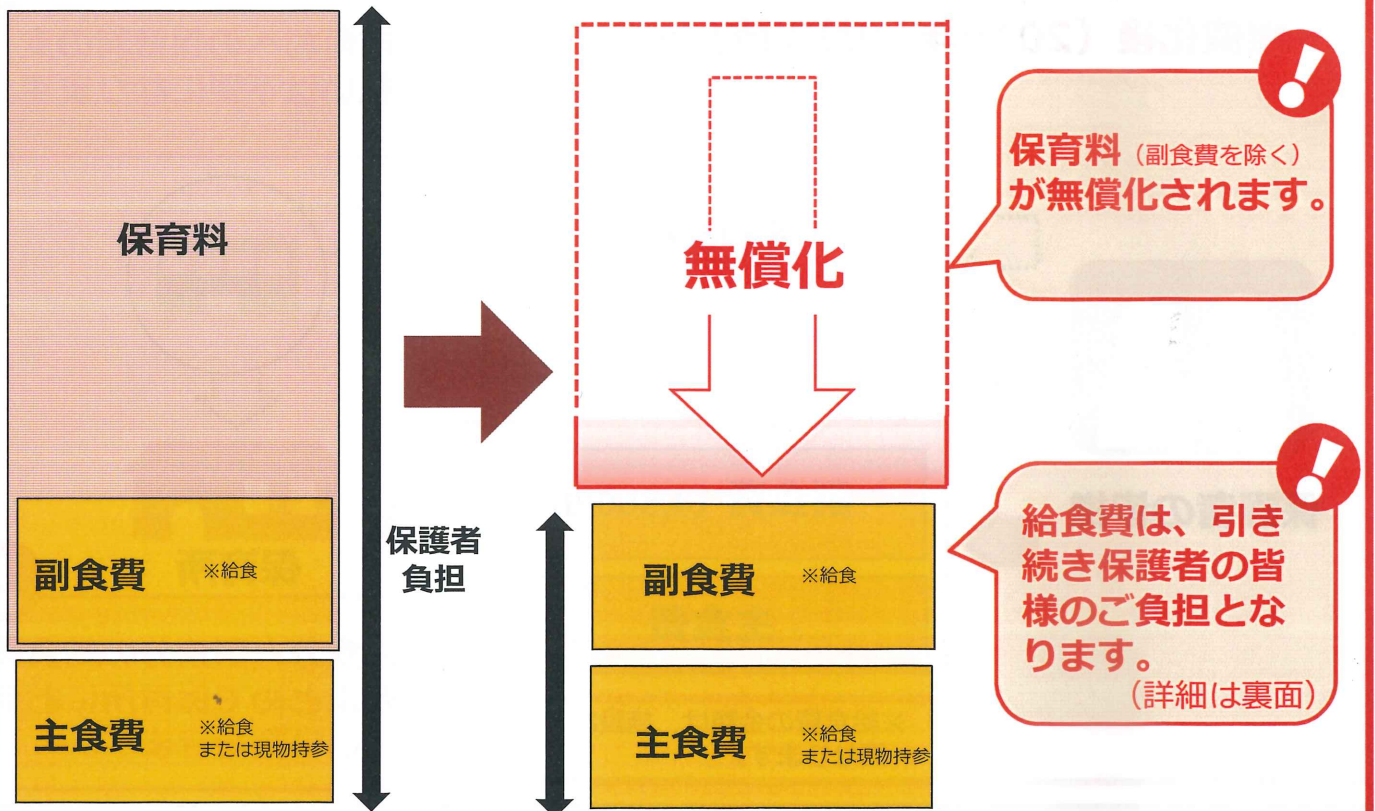 保育料
副食費 ※給食
主食費 ※給食
または現物持参
保護者
負担
無償化
副食費 ※給食
主食費 ※給食
または現物持参
保育料（副食費を除く）
が無償化されます。
給食費は、引き
続き保護者の皆
様のご負担とな
ります。
（詳細は裏面）